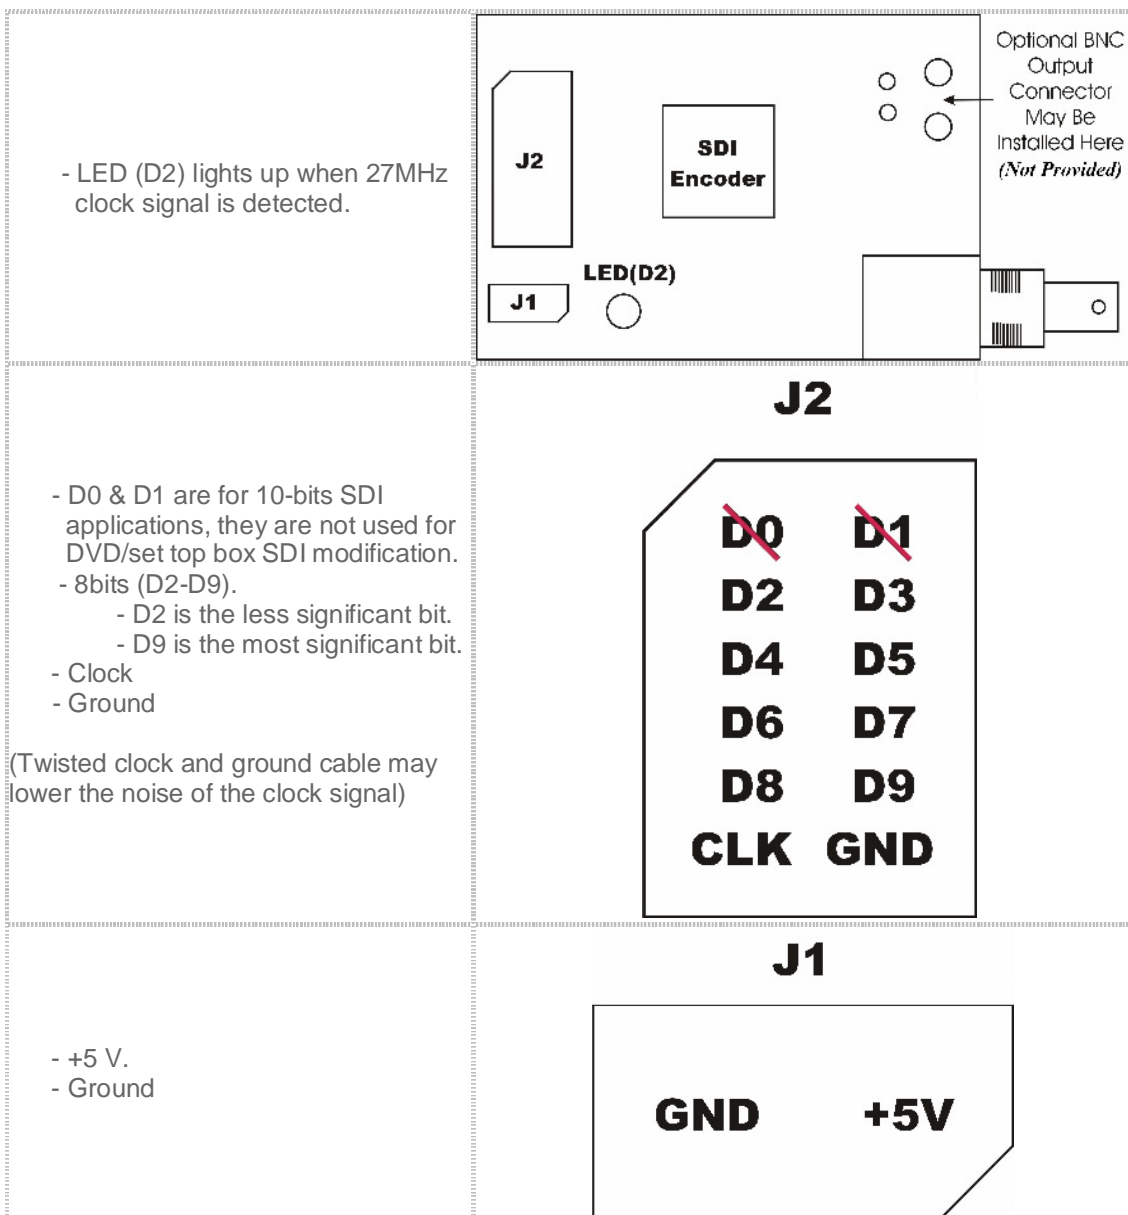 - LED (D2) lights up when 27MHz
clock signal is detected.
J2
SDI
Encoder
LED(D2)
J1
Optional BNC
Output
Connector
May Be
Installed Here
(Not Provided)
- D0 & D1 are for 10-bits SDI
applications, they are not used for
DVD/set top box SDI modification.
- 8bits (D2-D9).
- D2 is the less significant bit.
- D9 is the most significant bit.
- Clock
- Ground
(Twisted clock and ground cable may
lower the noise of the clock signal)
J2
D0 D1
D2 D3
D4 D5
D6 D7
D8 D9
CLK GND
- +5 V.
- Ground
J1
GND +5V